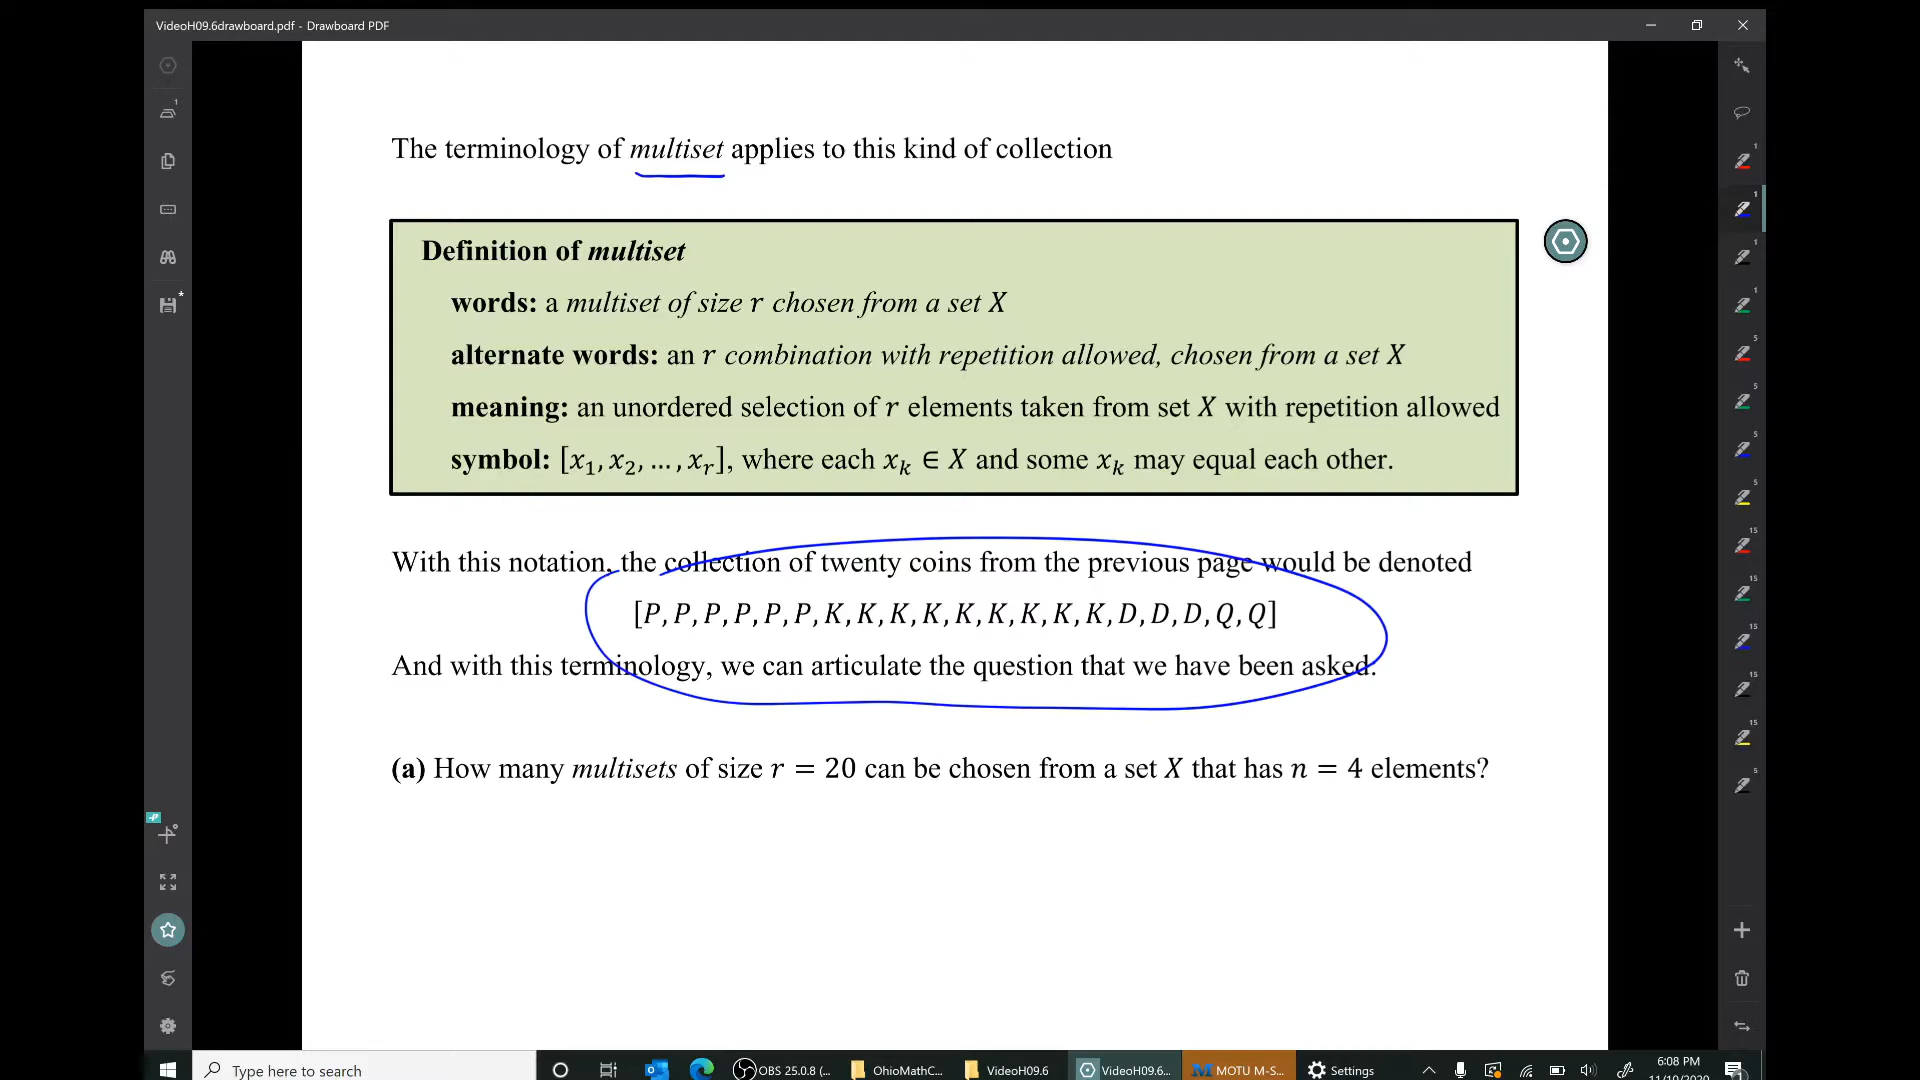 VideoH09.6drawboard.pdf - Drawboard PDF
The terminology of multiset applies to this kind of collection
Definition of multiset
words: a multiset of size r chosen from a set X
alternate words: an r combination with repetition allowed, chosen from a set X
meaning: an unordered selection of r elements taken from set X with repetition allowed
symbol: [x₁, x₂, … , xᵣ], where each xₖ ∈ X and some xₖ may equal each other.
With this notation, the collection of twenty coins from the previous page would be denoted
[P, P, P, P, P, P, K, K, K, K, K, K, K, K, K, D, D, D, Q, Q]
And with this terminology, we can articulate the question that we have been asked.
(a) How many multisets of size r = 20 can be chosen from a set X that has n = 4 elements?
Type here to search
OBS 25.0.8 (...
OhioMathC...
VideoH09.6
VideoH09.6...
MOTU M-S...
Settings
6:08 PM